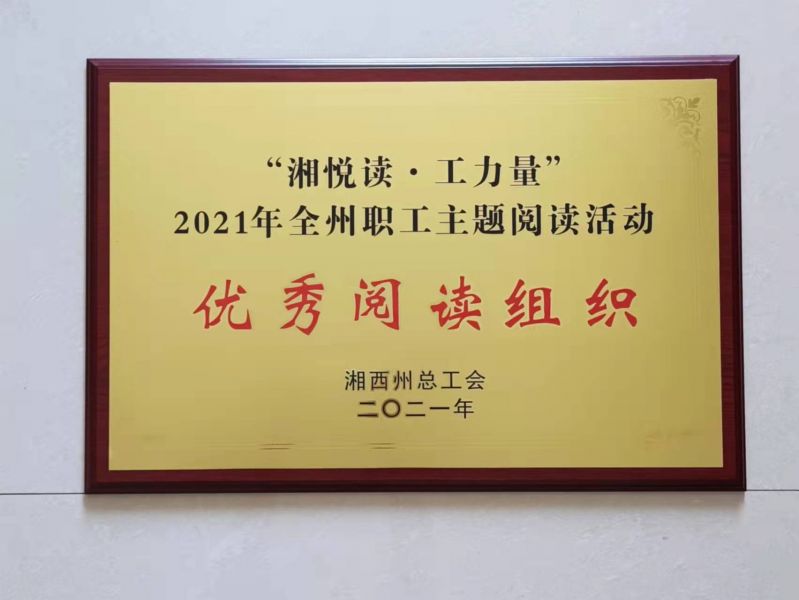 “湘悦读·工力量”
2021年全州职工主题阅读活动
优秀阅读组织
湘西州总工会
二〇二一年